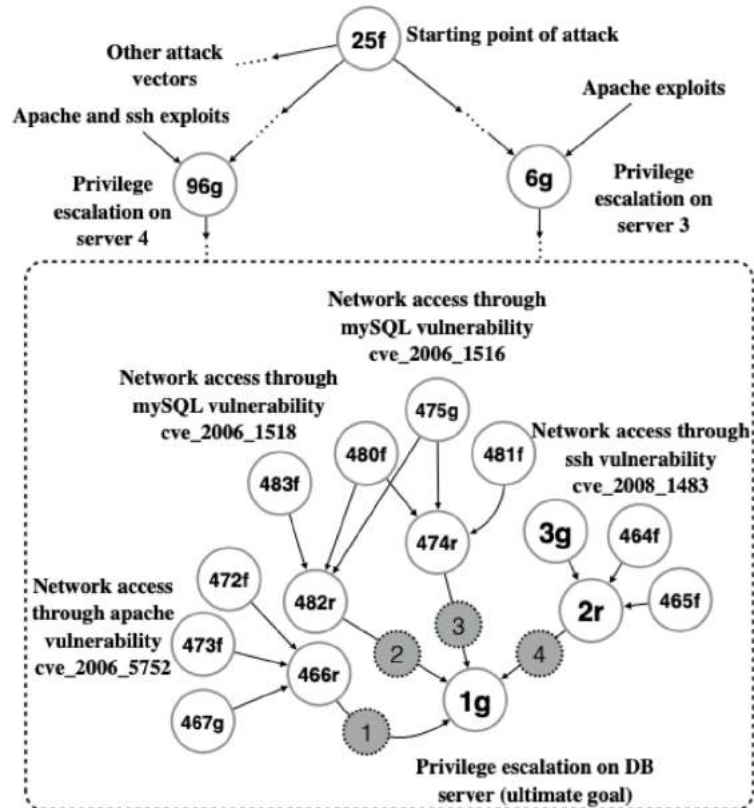 25f
Starting point of attack
Other attack
vectors
Apache exploits
Apache and ssh exploits
96g
6g
Privilege
escalation on
server 4
Privilege
escalation on
server 3
Network access through
mySQL vulnerability
cve_2006_1516
Network access through
mySQL vulnerability
cve_2006_1518
475g
Network access through
ssh vulnerability
cve_2008_1483
480f
481f
483f
474r
3g
464f
472f
482r
2r
465f
Network access
through apache
vulnerability
cve_2006_5752
473f
466r
467g
3
2
4
1
1g
Privilege escalation on DB
server (ultimate goal)